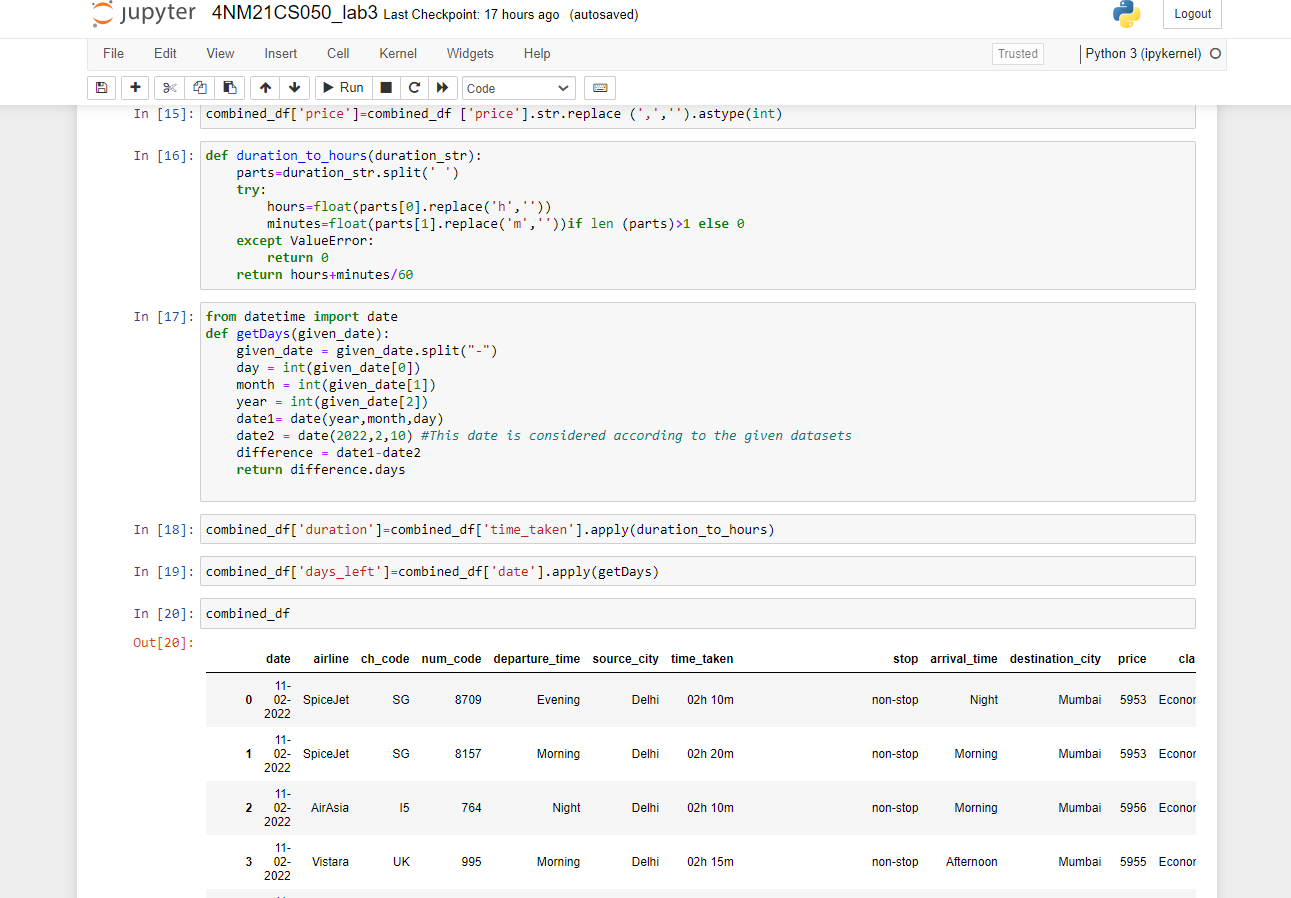 jupyter 4NM21CS050_lab3 Last Checkpoint: 17 hours ago (autosaved) Logout
File Edit View Insert Cell Kernel Widgets Help Trusted Python 3 (ipykernel)
Run Code
In [15]: combined_df['price']=combined_df ['price'].str.replace (',','').astype(int)
In [16]: def duration_to_hours(duration_str):
    parts=duration_str.split(' ')
    try:
        hours=float(parts[0].replace('h',''))
        minutes=float(parts[1].replace('m',''))if len (parts)>1 else 0
    except ValueError:
        return 0
    return hours+minutes/60
In [17]: from datetime import date
def getDays(given_date):
    given_date = given_date.split("-")
    day = int(given_date[0])
    month = int(given_date[1])
    year = int(given_date[2])
    date1= date(year,month,day)
    date2 = date(2022,2,10) #This date is considered according to the given datasets
    difference = date1-date2
    return difference.days
In [18]: combined_df['duration']=combined_df['time_taken'].apply(duration_to_hours)
In [19]: combined_df['days_left']=combined_df['date'].apply(getDays)
In [20]: combined_df
Out[20]:
date airline ch_code num_code departure_time source_city time_taken stop arrival_time destination_city price cla
11-
0 02- SpiceJet SG 8709 Evening Delhi 02h 10m non-stop Night Mumbai 5953 Econor
2022
11-
1 02- SpiceJet SG 8157 Morning Delhi 02h 20m non-stop Morning Mumbai 5953 Econor
2022
11-
2 02- AirAsia I5 764 Night Delhi 02h 10m non-stop Morning Mumbai 5956 Econor
2022
11-
3 02- Vistara UK 995 Morning Delhi 02h 15m non-stop Afternoon Mumbai 5955 Econor
2022